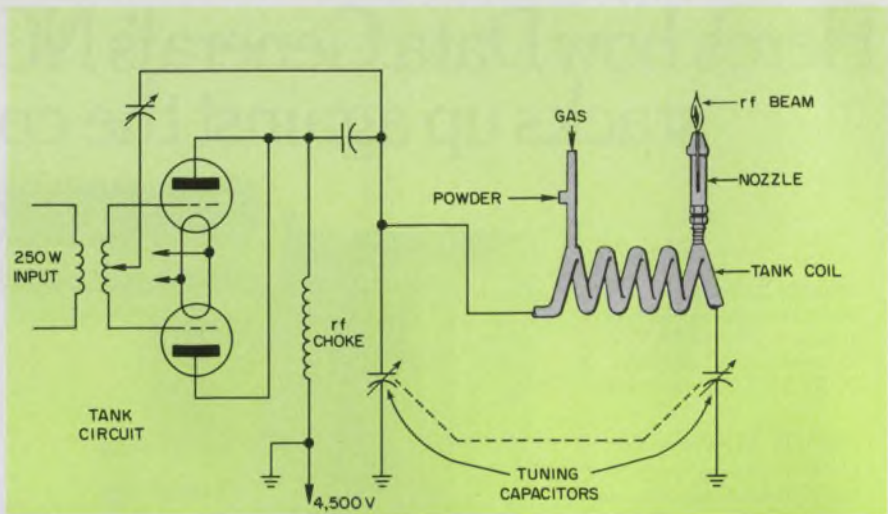 GAS
rf BEAM
NOZZLE
POWDER
TANK COIL
250 W
INPUT
rf
CHOKE
TANK
CIRCUIT
TUNING
CAPACITORS
4,500 V